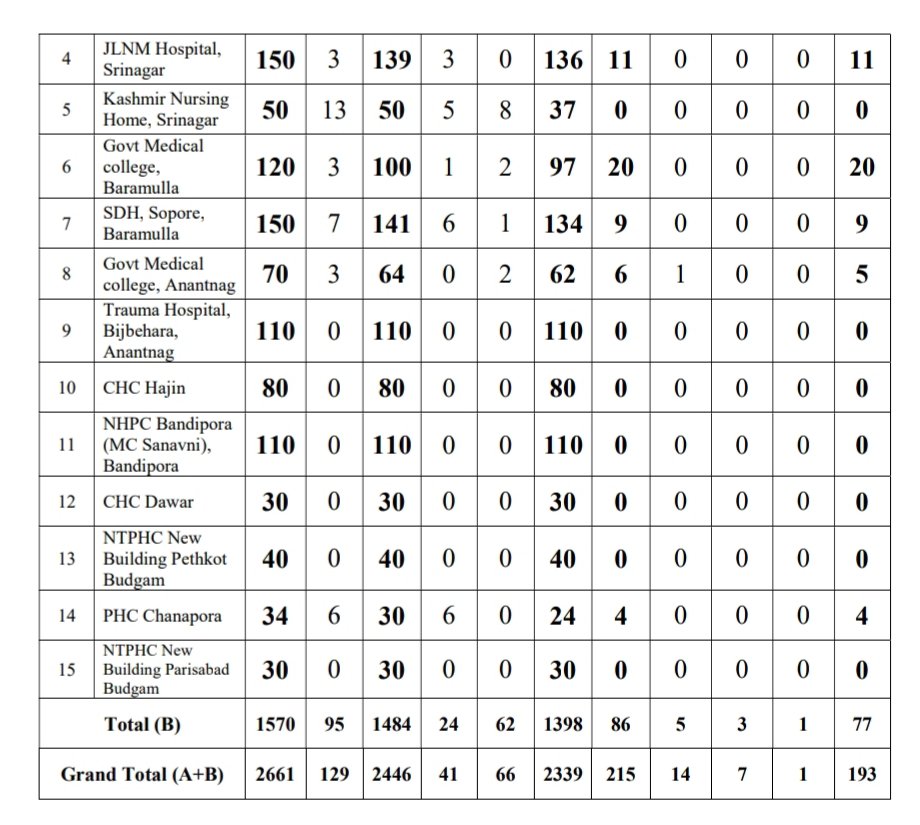 4 JLNM Hospital, Srinagar 150 3 139 3 0 136 11 0 0 0 11
5 Kashmir Nursing Home, Srinagar 50 13 50 5 8 37 0 0 0 0 0
6 Govt Medical college, Baramulla 120 3 100 1 2 97 20 0 0 0 20
7 SDH, Sopore, Baramulla 150 7 141 6 1 134 9 0 0 0 9
8 Govt Medical college, Anantnag 70 3 64 0 2 62 6 1 0 0 5
9 Trauma Hospital, Bijbehara, Anantnag 110 0 110 0 0 110 0 0 0 0 0
10 CHC Hajin 80 0 80 0 0 80 0 0 0 0 0
11 NHPC Bandipora (MC Sanavni), Bandipora 110 0 110 0 0 110 0 0 0 0 0
12 CHC Dawar 30 0 30 0 0 30 0 0 0 0 0
13 NTPHC New Building Pethkot Budgam 40 0 40 0 0 40 0 0 0 0 0
14 PHC Chanapora 34 6 30 6 0 24 4 0 0 0 4
15 NTPHC New Building Parisabad Budgam 30 0 30 0 0 30 0 0 0 0 0
Total (B) 1570 95 1484 24 62 1398 86 5 3 1 77
Grand Total (A+B) 2661 129 2446 41 66 2339 215 14 7 1 193